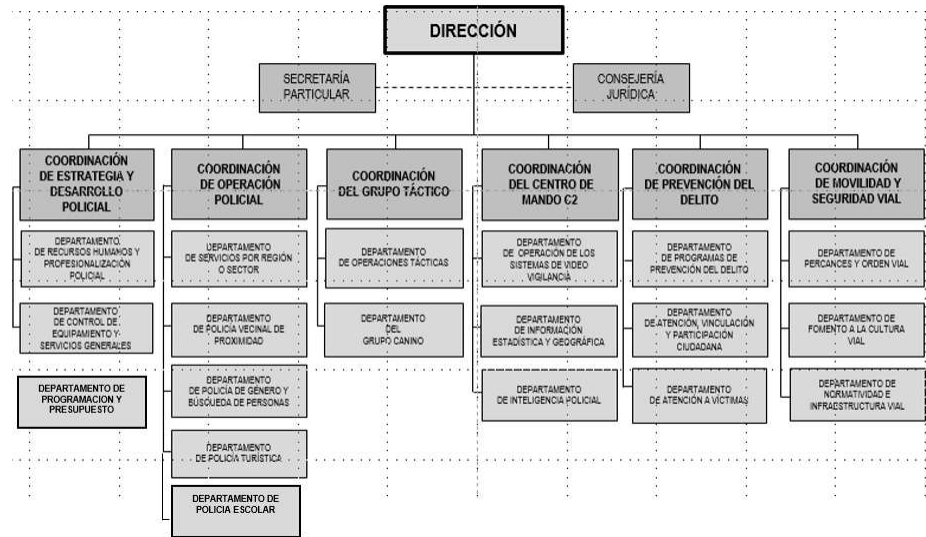 DIRECCIÓN
SECRETARÍA
PARTICULAR
CONSEJERÍA
JURÍDICA
COORDINACIÓN
DE ESTRATEGIA Y
DESARROLLO
POLICIAL
DEPARTAMENTO
DE RECURSOS HUMANOS Y
PROFESIONALIZACIÓN
POLICIAL
DEPARTAMENTO
DE CONTROL DE
EQUIPAMIENTO Y
SERVICIOS GENERALES
DEPARTAMENTO DE
PROGRAMACION Y
PRESUPUESTO
COORDINACIÓN
DE OPERACIÓN
POLICIAL
DEPARTAMENTO
DE SERVICIOS POR REGIÓN
O SECTOR
DEPARTAMENTO
DE POLICÍA VECINAL DE
PROXIMIDAD
DEPARTAMENTO
DE POLICÍA DE GÉNERO Y
BÚSQUEDA DE PERSONAS
DEPARTAMENTO
DE POLICÍA TURÍSTICA
DEPARTAMENTO DE
POLICIA ESCOLAR
COORDINACIÓN
DEL GRUPO TÁCTICO
DEPARTAMENTO
DE OPERACIONES TÁCTICAS
DEPARTAMENTO
DEL
GRUPO CANINO
COORDINACIÓN
DEL CENTRO DE
MANDO C2
DEPARTAMENTO
DE OPERACIÓN DE LOS
SISTEMAS DE VIDEO
VIGILANCIA
DEPARTAMENTO
DE INFORMACIÓN
ESTADÍSTICA Y GEOGRÁFICA
DEPARTAMENTO
DE INTELIGENCIA POLICIAL
COORDINACIÓN
DE PREVENCIÓN DEL
DELITO
DEPARTAMENTO
DE PROGRAMAS DE
PREVENCIÓN DEL DELITO
DEPARTAMENTO
DE ATENCIÓN, VINCULACIÓN
Y PARTICIPACIÓN
CIUDADANA
DEPARTAMENTO
DE ATENCIÓN A VÍCTIMAS
COORDINACIÓN
DE MOVILIDAD Y
SEGURIDAD VIAL
DEPARTAMENTO DE
PERCANCES Y ORDEN VIAL
DEPARTAMENTO DE
FOMENTO A LA CULTURA
VIAL
DEPARTAMENTO DE
NORMATIVIDAD E
INFRAESTRUCTURA VIAL